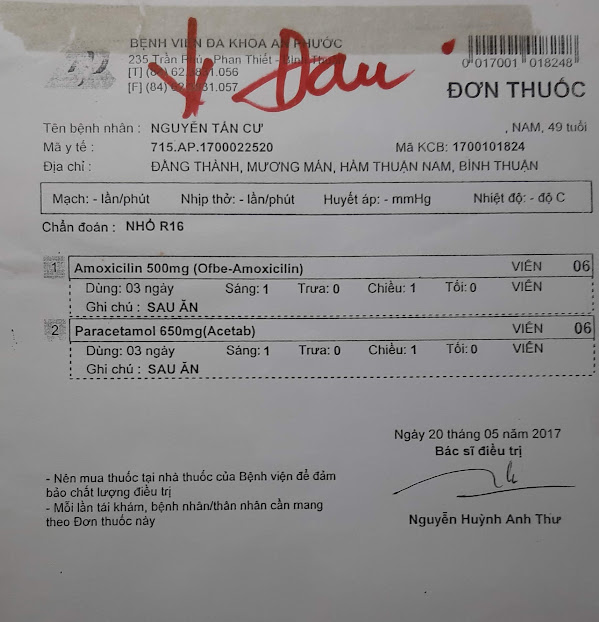 BỆNH VIỆN ĐA KHOA AN PHƯỚC
235 Trần Phú - Phan Thiết - Bình
[T] (84) 62.3831.056
[F] (84) 057
Đau
0 017001 018248
ĐƠN THUỐC
Tên bệnh nhân : NGUYỄN TẤN CƯ , NAM, 49 tuổi
Mã y tế : 715.AP.1700022520 Mã KCB: 1700101824
Địa chỉ : ĐĂNG THÀNH, MƯƠNG MÁN, HÀM THUẬN NAM, BÌNH THUẬN
Mạch: - lần/phút Nhịp thở: - lần/phút Huyết áp: - mmHg Nhiệt độ: - độ C
Chẩn đoán : NHỔ R16
1 Amoxicilin 500mg (Ofbe-Amoxicilin) VIÊN 06
Dùng: 03 ngày Sáng: 1 Trưa: 0 Chiều: 1 Tối: 0 VIÊN
Ghi chú : SAU ĂN
2 Paracetamol 650mg(Acetab) VIÊN 06
Dùng: 03 ngày Sáng: 1 Trưa: 0 Chiều: 1 Tối: 0 VIÊN
Ghi chú : SAU ĂN
Ngày 20 tháng 05 năm 2017
Bác sĩ điều trị
- Nên mua thuốc tại nhà thuốc của Bệnh viện để đảm
bảo chất lượng điều trị
- Mỗi lần tái khám, bệnh nhân/thân nhân cần mang
theo Đơn thuốc này
Nguyễn Huỳnh Anh Thư